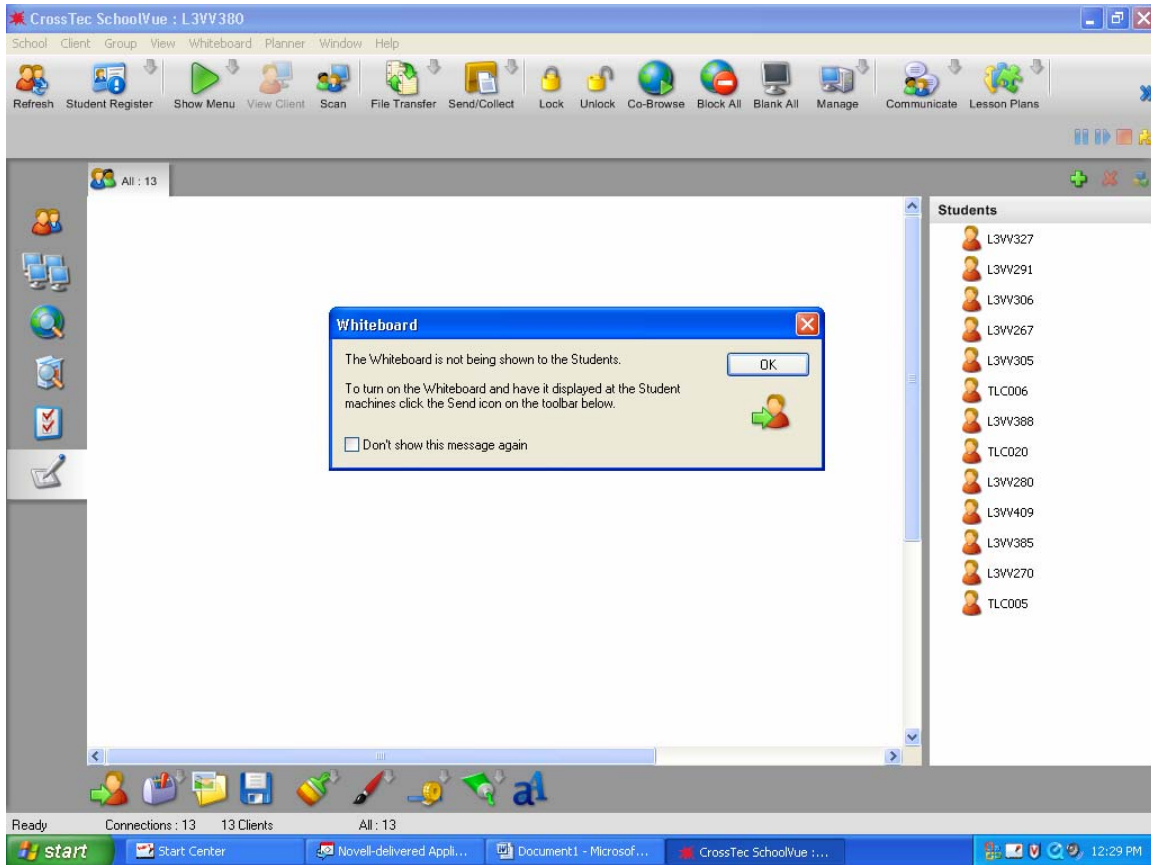 CrossTec SchoolVue : L3VV380
School Client Group View Whiteboard Planner Window Help
Refresh Student Register Show Menu View Client Scan File Transfer Send/Collect Lock Unlock Co-Browse Block All Blank All Manage Communicate Lesson Plans
All : 13
Students
L3VV327
L3VV291
L3VV306
L3VV267
L3VV305
TLC006
L3VV388
TLC020
L3VV280
L3VV409
L3VV385
L3VV270
TLC005
Whiteboard
The Whiteboard is not being shown to the Students.
OK
To turn on the Whiteboard and have it displayed at the Student
machines click the Send icon on the toolbar below.
Don't show this message again
Ready Connections : 13 13 Clients All : 13
start Start Center Novell-delivered Appli... Document1 - Microsof... CrossTec SchoolVue :... 12:29 PM